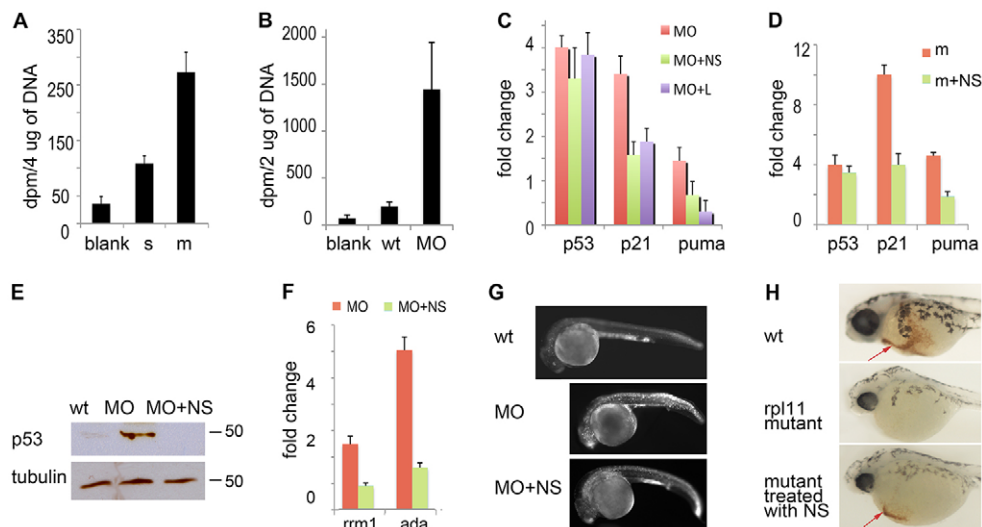 A
dpm/4 ug of DNA
350
250
150
50
0
blank s m
B
dpm/2 ug of DNA
2000
1500
1000
500
0
blank wt MO
C
fold change
5
4
3
2
1
0
MO
MO+NS
MO+L
p53 p21 puma
D
fold change
12
8
4
0
m
m+NS
p53 p21 puma
E
wt MO MO+NS
p53
50
tubulin
50
F
MO MO+NS
fold change
6
4
2
0
rrm1 ada
G
wt
MO
MO+NS
H
wt
rpl11
mutant
mutant
treated
with NS